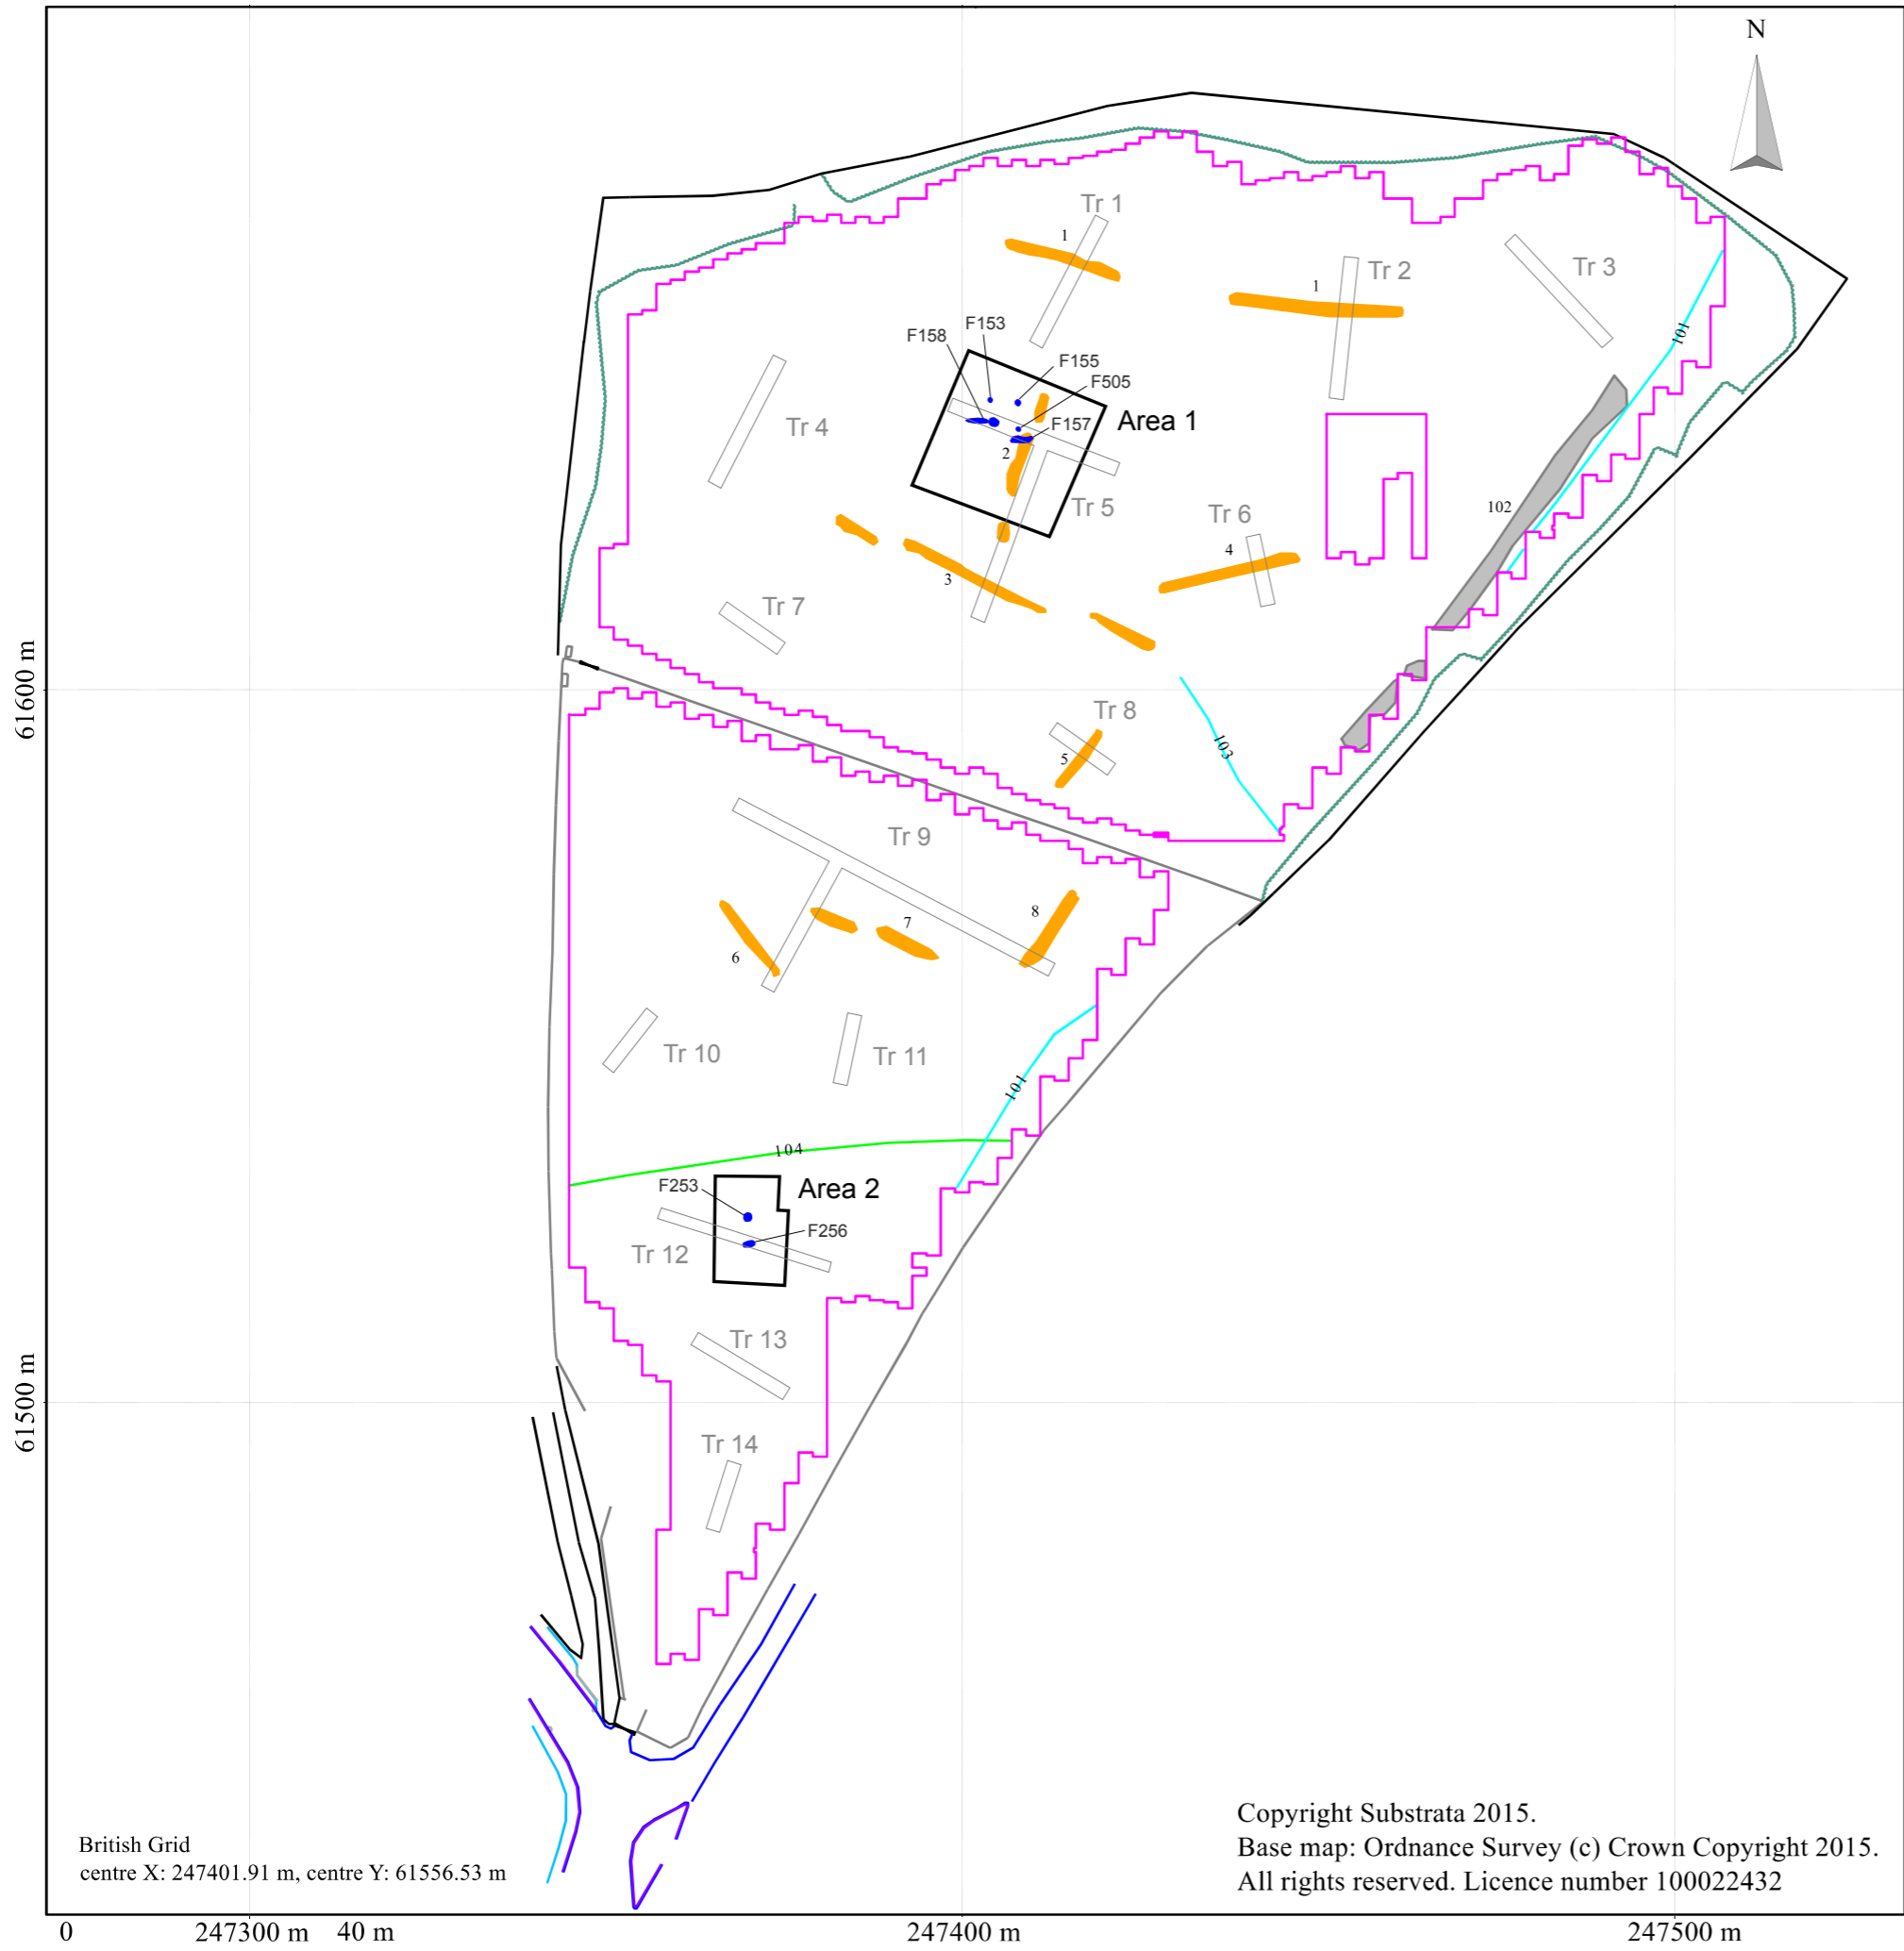 N
Tr 1
1
Tr 2
1
Tr 3
101
F153
F158
F155
F505
Area 1
F157
2
Tr 4
Tr 5
102
Tr 6
4
3
Tr 7
61600 m
Tr 8
103
5
Tr 9
8
7
6
Tr 10
Tr 11
101
104
F253
Area 2
F256
Tr 12
Tr 13
61500 m
Tr 14
Copyright Substrata 2015.
Base map: Ordnance Survey (c) Crown Copyright 2015.
All rights reserved. Licence number 100022432
British Grid
centre X: 247401.91 m, centre Y: 61556.53 m
0 247300 m 40 m 247400 m 247500 m